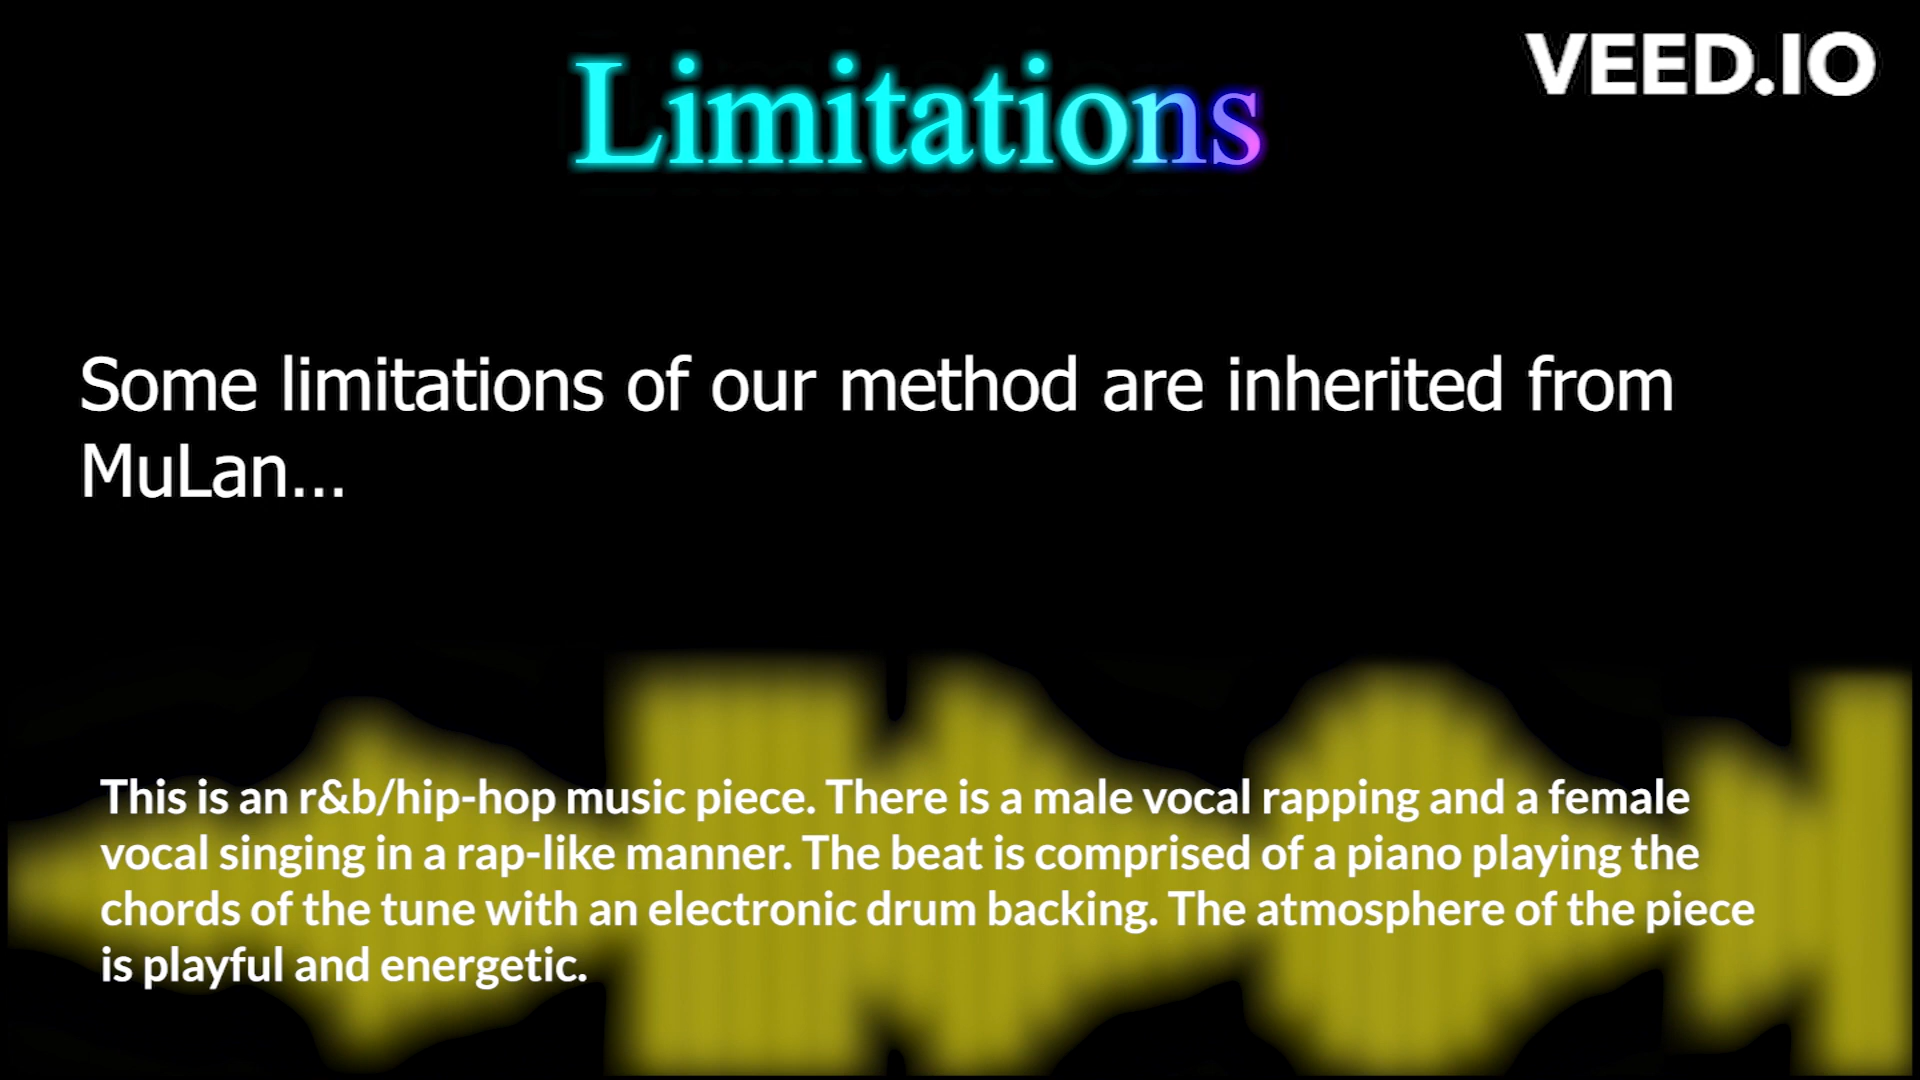 Limitations
VEED.IO
Some limitations of our method are inherited from
MuLan...
This is an r&b/hip-hop music piece. There is a male vocal rapping and a female
vocal singing in a rap-like manner. The beat is comprised of a piano playing the
chords of the tune with an electronic drum backing. The atmosphere of the piece
is playful and energetic.